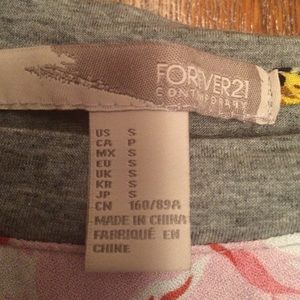 FOREVER21
CONTEMPORARY
US S
CA P
MX S
EU S
UK S
KR S
JP S
CN 160/89A
MADE IN CHINA
FABRIQUÉ EN
CHINE